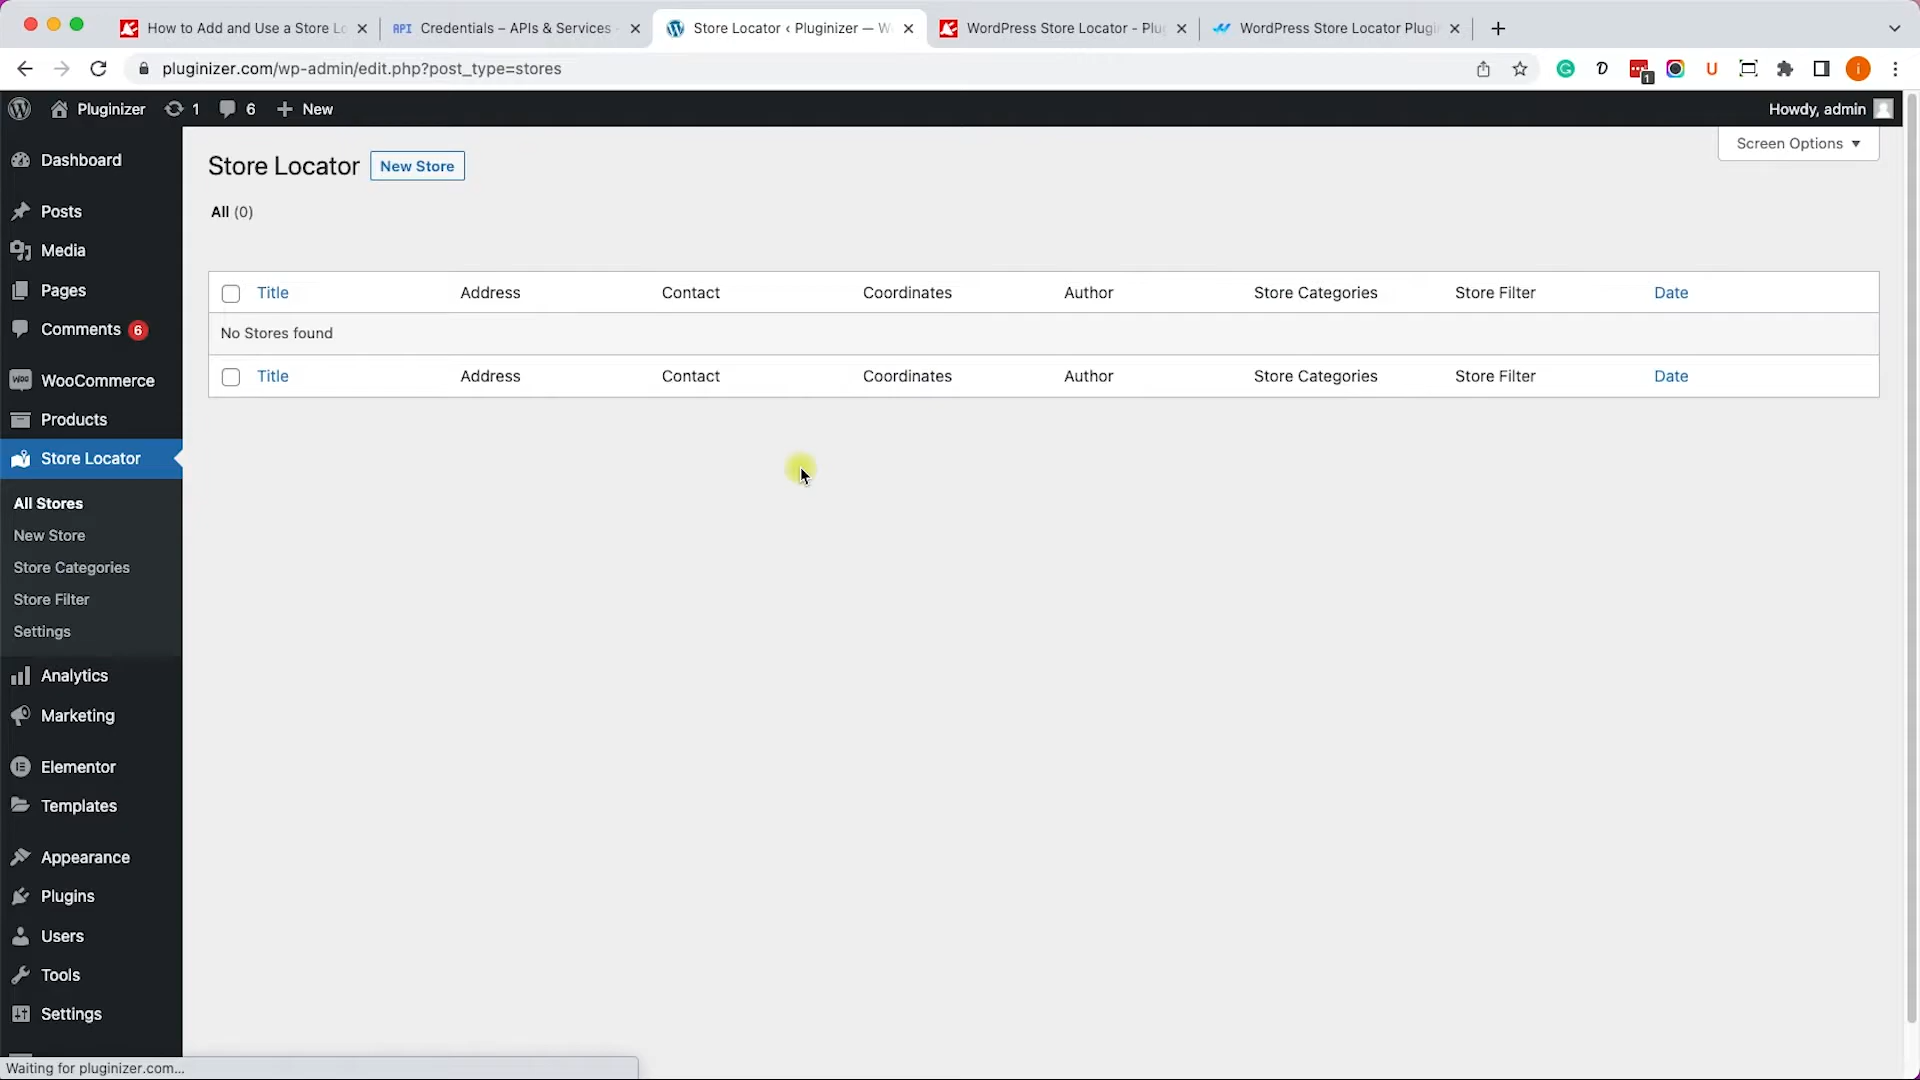 How to Add and Use a Store Lo
API Credentials – APIs & Services -
Store Locator ‹ Pluginizer — W
WordPress Store Locator - Plu
WordPress Store Locator Plugi
pluginizer.com/wp-admin/edit.php?post_type=stores
1
U
i
Pluginizer
1
6
New
Howdy, admin
Screen Options
Dashboard
Posts
Media
Pages
Comments 6
WooCommerce
Products
Store Locator
All Stores
New Store
Store Categories
Store Filter
Settings
Analytics
Marketing
Elementor
Templates
Appearance
Plugins
Users
Tools
Settings
Store Locator New Store
All (0)
Title Address Contact Coordinates Author Store Categories Store Filter Date
No Stores found
Title Address Contact Coordinates Author Store Categories Store Filter Date
Waiting for pluginizer.com...